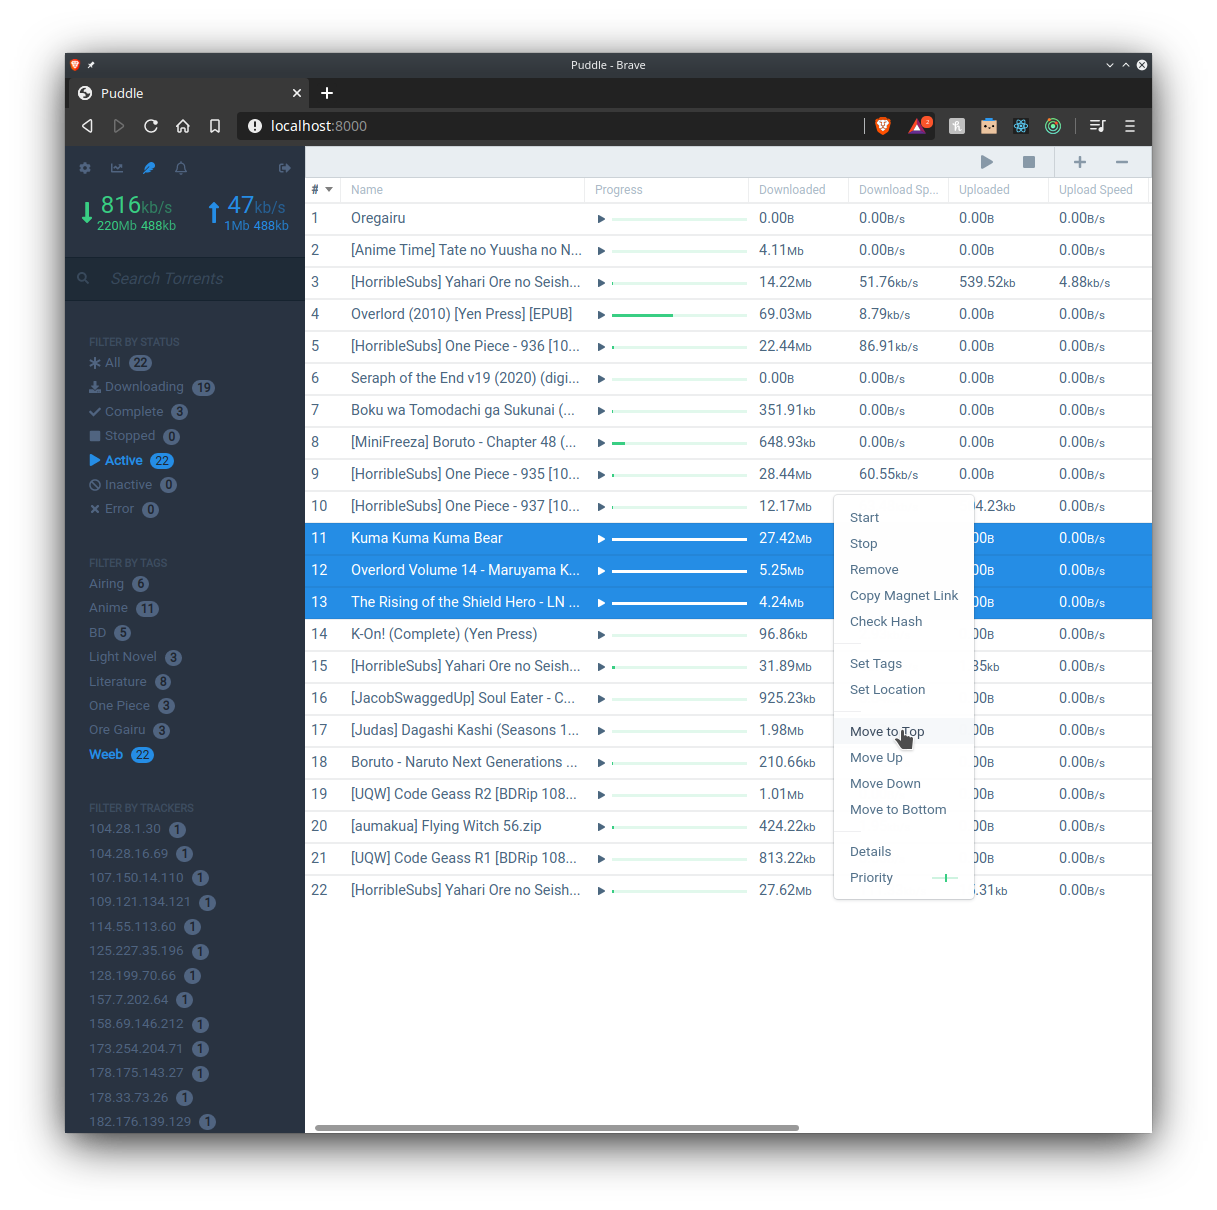 Puddle - Brave
Puddle
localhost:8000
2
816kb/s
220Mb 488kb
47kb/s
1Mb 488kb
Search Torrents
FILTER BY STATUS
All 22
Downloading 19
Complete 3
Stopped 0
Active 22
Inactive 0
Error 0
FILTER BY TAGS
Airing 6
Anime 11
BD 5
Light Novel 3
Literature 8
One Piece 3
Ore Gairu 3
Weeb 22
FILTER BY TRACKERS
104.28.1.30 1
104.28.16.69 1
107.150.14.110 1
109.121.134.121 1
114.55.113.60 1
125.227.35.196 1
128.199.70.66 1
157.7.202.64 1
158.69.146.212 1
173.254.204.71 1
178.175.143.27 1
178.33.73.26 1
182.176.139.129 1
# Name Progress Downloaded Download Sp... Uploaded Upload Speed
1 Oregairu 0.00B 0.00B/s 0.00B 0.00B/s
2 [Anime Time] Tate no Yuusha no N... 4.11Mb 0.00B/s 0.00B 0.00B/s
3 [HorribleSubs] Yahari Ore no Seish... 14.22Mb 51.76kb/s 539.52kb 4.88kb/s
4 Overlord (2010) [Yen Press] [EPUB] 69.03Mb 8.79kb/s 0.00B 0.00B/s
5 [HorribleSubs] One Piece - 936 [10... 22.44Mb 86.91kb/s 0.00B 0.00B/s
6 Seraph of the End v19 (2020) (digi... 0.00B 0.00B/s 0.00B 0.00B/s
7 Boku wa Tomodachi ga Sukunai (... 351.91kb 0.00B/s 0.00B 0.00B/s
8 [MiniFreeza] Boruto - Chapter 48 (... 648.93kb 0.00B/s 0.00B 0.00B/s
9 [HorribleSubs] One Piece - 935 [10... 28.44Mb 60.55kb/s 0.00B 0.00B/s
10 [HorribleSubs] One Piece - 937 [10... 12.17Mb 4.23kb 0.00B/s
11 Kuma Kuma Kuma Bear 27.42Mb 00B 0.00B/s
12 Overlord Volume 14 - Maruyama K... 5.25Mb 00B 0.00B/s
13 The Rising of the Shield Hero - LN ... 4.24Mb 00B 0.00B/s
14 K-On! (Complete) (Yen Press) 96.86kb 00B 0.00B/s
15 [HorribleSubs] Yahari Ore no Seish... 31.89Mb 35kb 0.00B/s
16 [JacobSwaggedUp] Soul Eater - C... 925.23kb 00B 0.00B/s
17 [Judas] Dagashi Kashi (Seasons 1... 1.98Mb 00B 0.00B/s
18 Boruto - Naruto Next Generations ... 210.66kb 00B 0.00B/s
19 [UQW] Code Geass R2 [BDRip 108... 1.01Mb 00B 0.00B/s
20 [aumakua] Flying Witch 56.zip 424.22kb 00B 0.00B/s
21 [UQW] Code Geass R1 [BDRip 108... 813.22kb 00B 0.00B/s
22 [HorribleSubs] Yahari Ore no Seish... 27.62Mb .31kb 0.00B/s
Start
Stop
Remove
Copy Magnet Link
Check Hash
Set Tags
Set Location
Move to Top
Move Up
Move Down
Move to Bottom
Details
Priority